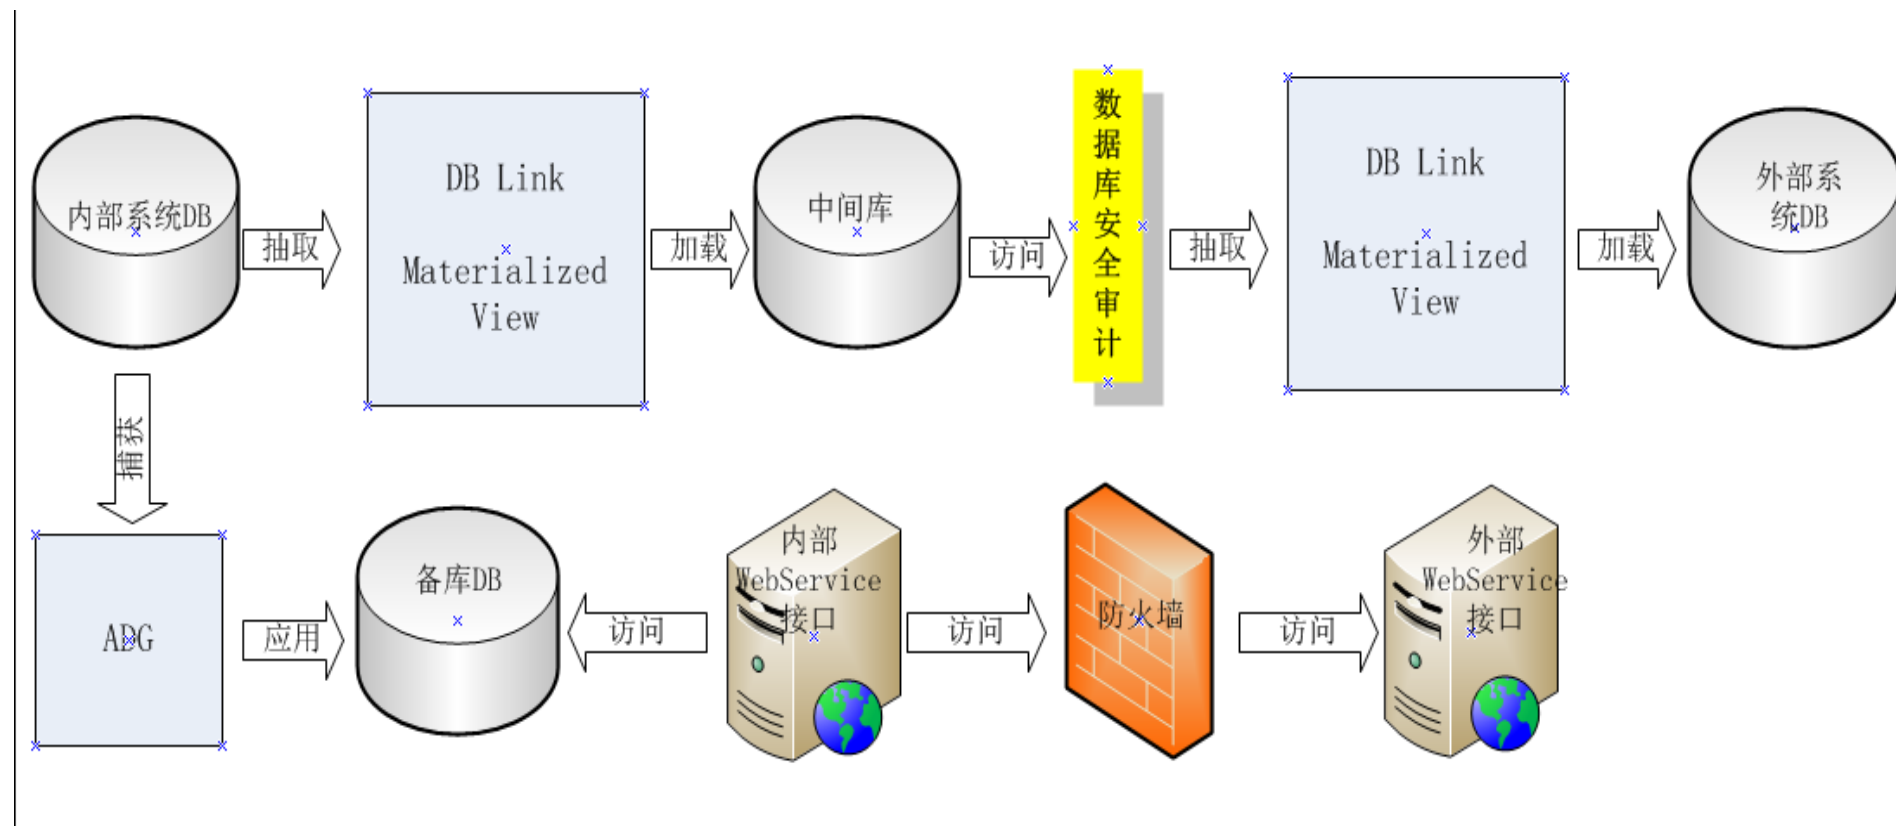 内部系统DB
抽取
DB Link
Materialized
View
加载
中间库
访问
数
据
库
安
全
审
计
抽取
DB Link
Materialized
View
加载
外部系
统DB
捕获
ADG
应用
备库DB
访问
内部
WebService
接口
访问
防火墙
访问
外部
WebService
接口